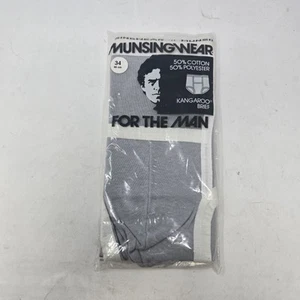 MUNSINGWEAR
34
50% COTTON
50% POLYESTER
KANGAROO®
BRIEF
FOR THE MAN